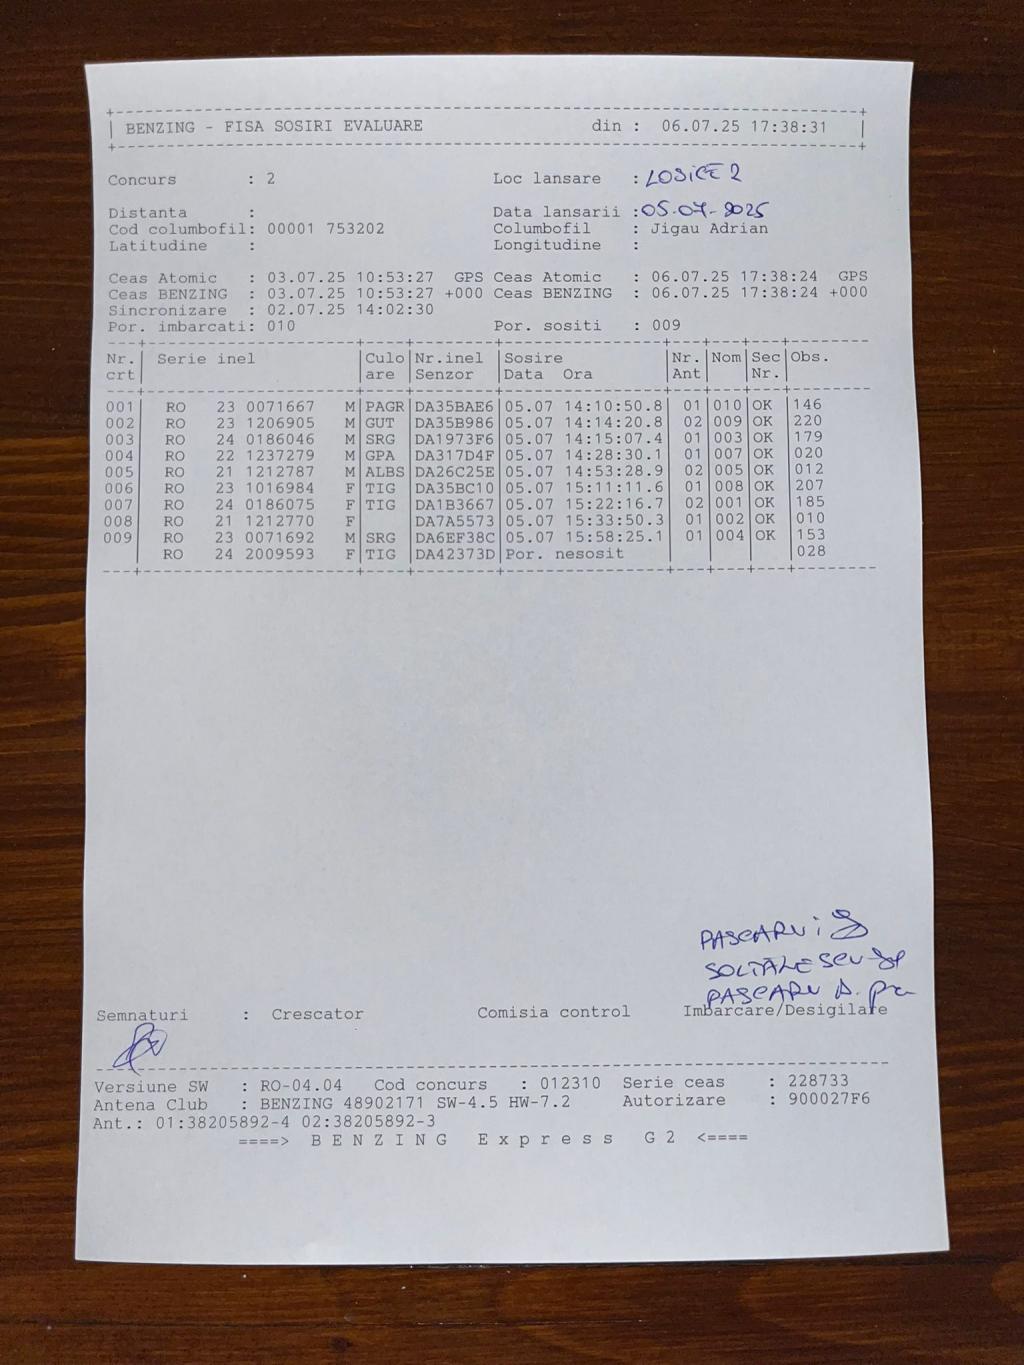 +----------------------------------------------------------------+
| BENZING - FISA SOSIRI EVALUARE din : 06.07.25 17:38:31 |
+----------------------------------------------------------------+
Concurs : 2 Loc lansare : LOSICE 2
Distanta : Data lansarii : 05.07-2025
Cod columbofil: 00001 753202 Columbofil : Jigau Adrian
Latitudine : Longitudine :
Ceas Atomic : 03.07.25 10:53:27 GPS Ceas Atomic : 06.07.25 17:38:24 GPS
Ceas BENZING : 03.07.25 10:53:27 +000 Ceas BENZING : 06.07.25 17:38:24 +000
Sincronizare : 02.07.25 14:02:30
Por. imbarcati: 010 Por. sositi : 009
Nr. | Serie inel | Culo | Nr.inel | Sosire | Nr. | Nom | Sec | Obs.
crt | | are | Senzor | Data Ora | Ant | | Nr. |
001 | RO 23 0071667 M | PAGR | DA35BAE6 | 05.07 14:10:50.8 | 01 | 010 | OK | 146
002 | RO 23 1206905 M | GUT | DA35B986 | 05.07 14:14:20.8 | 02 | 009 | OK | 220
003 | RO 24 0186046 M | SRG | DA1973F6 | 05.07 14:15:07.4 | 01 | 003 | OK | 179
004 | RO 22 1237279 M | GPA | DA317D4F | 05.07 14:28:30.1 | 01 | 007 | OK | 020
005 | RO 21 1212787 M | ALBS | DA26C25E | 05.07 14:53:28.9 | 02 | 005 | OK | 012
006 | RO 23 1016984 F | TIG | DA35BC10 | 05.07 15:11:11.6 | 01 | 008 | OK | 207
007 | RO 24 0186075 F | TIG | DA1B3667 | 05.07 15:22:16.7 | 02 | 001 | OK | 185
008 | RO 21 1212770 F | | DA7A5573 | 05.07 15:33:50.3 | 01 | 002 | OK | 010
009 | RO 23 0071692 M | SRG | DA6EF38C | 05.07 15:58:25.1 | 01 | 004 | OK | 153
| RO 24 2009593 F | TIG | DA42373D | Por. nesosit | | | | 028
PASCARU i
PASCARU D.
Semnaturi : Crescator Comisia control Imbarcare/Desigilare
Versiune SW : RO-04.04 Cod concurs : 012310 Serie ceas : 228733
Antena Club : BENZING 48902171 SW-4.5 HW-7.2 Autorizare : 900027F6
Ant.: 01:38205892-4 02:38205892-3
====> B E N Z I N G E x p r e s s G 2 <====